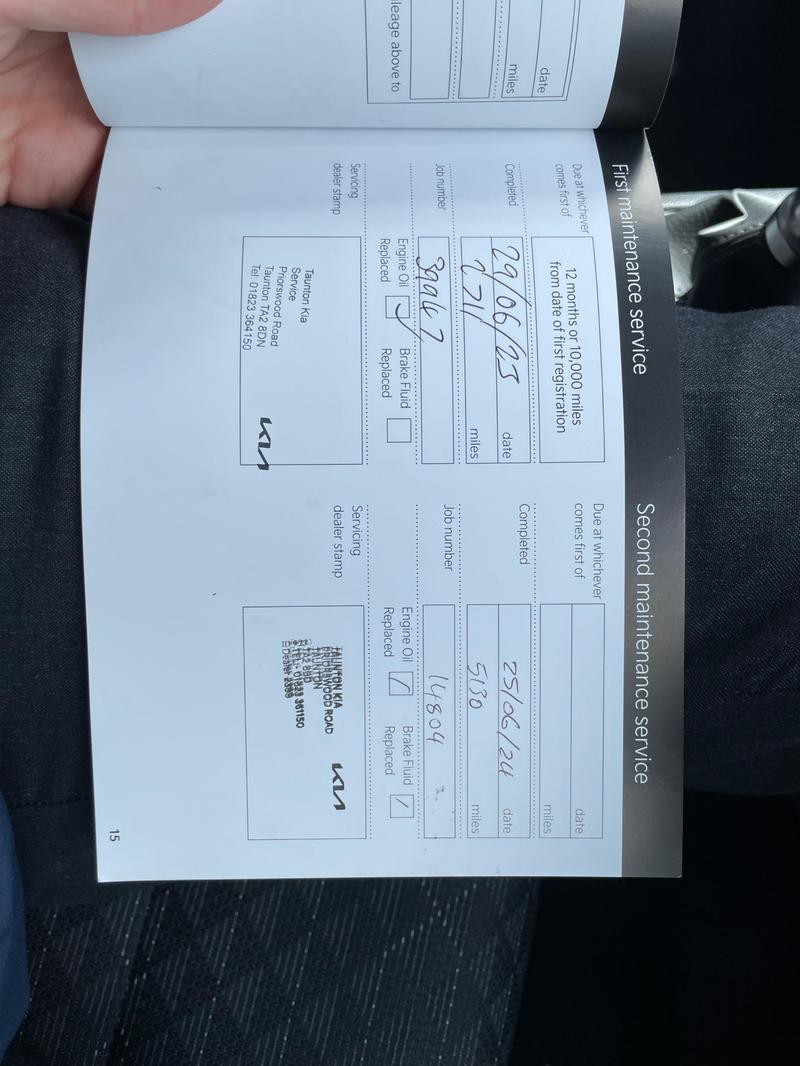 date
miles
ileage above to
First maintenance service
Due at whichever
comes first of
12 months or 10,000 miles
from date of first registration
Completed
29/06/23 date
miles
Job number
39947
Engine Oil
Replaced
Brake Fluid
Replaced
Servicing
dealer stamp
Taunton Kia
Service
Priorswood Road
Taunton TA2 8DN
Tel: 01823 364150
KIA
Second maintenance service
Due at whichever
comes first of
date
miles
Completed
25/06/24 date
5130 miles
Job number
14804
Engine Oil
Replaced
Brake Fluid
Replaced
Servicing
dealer stamp
TAUNTON KIA
PRIORSWOOD ROAD
TAUNTON
KIA
15